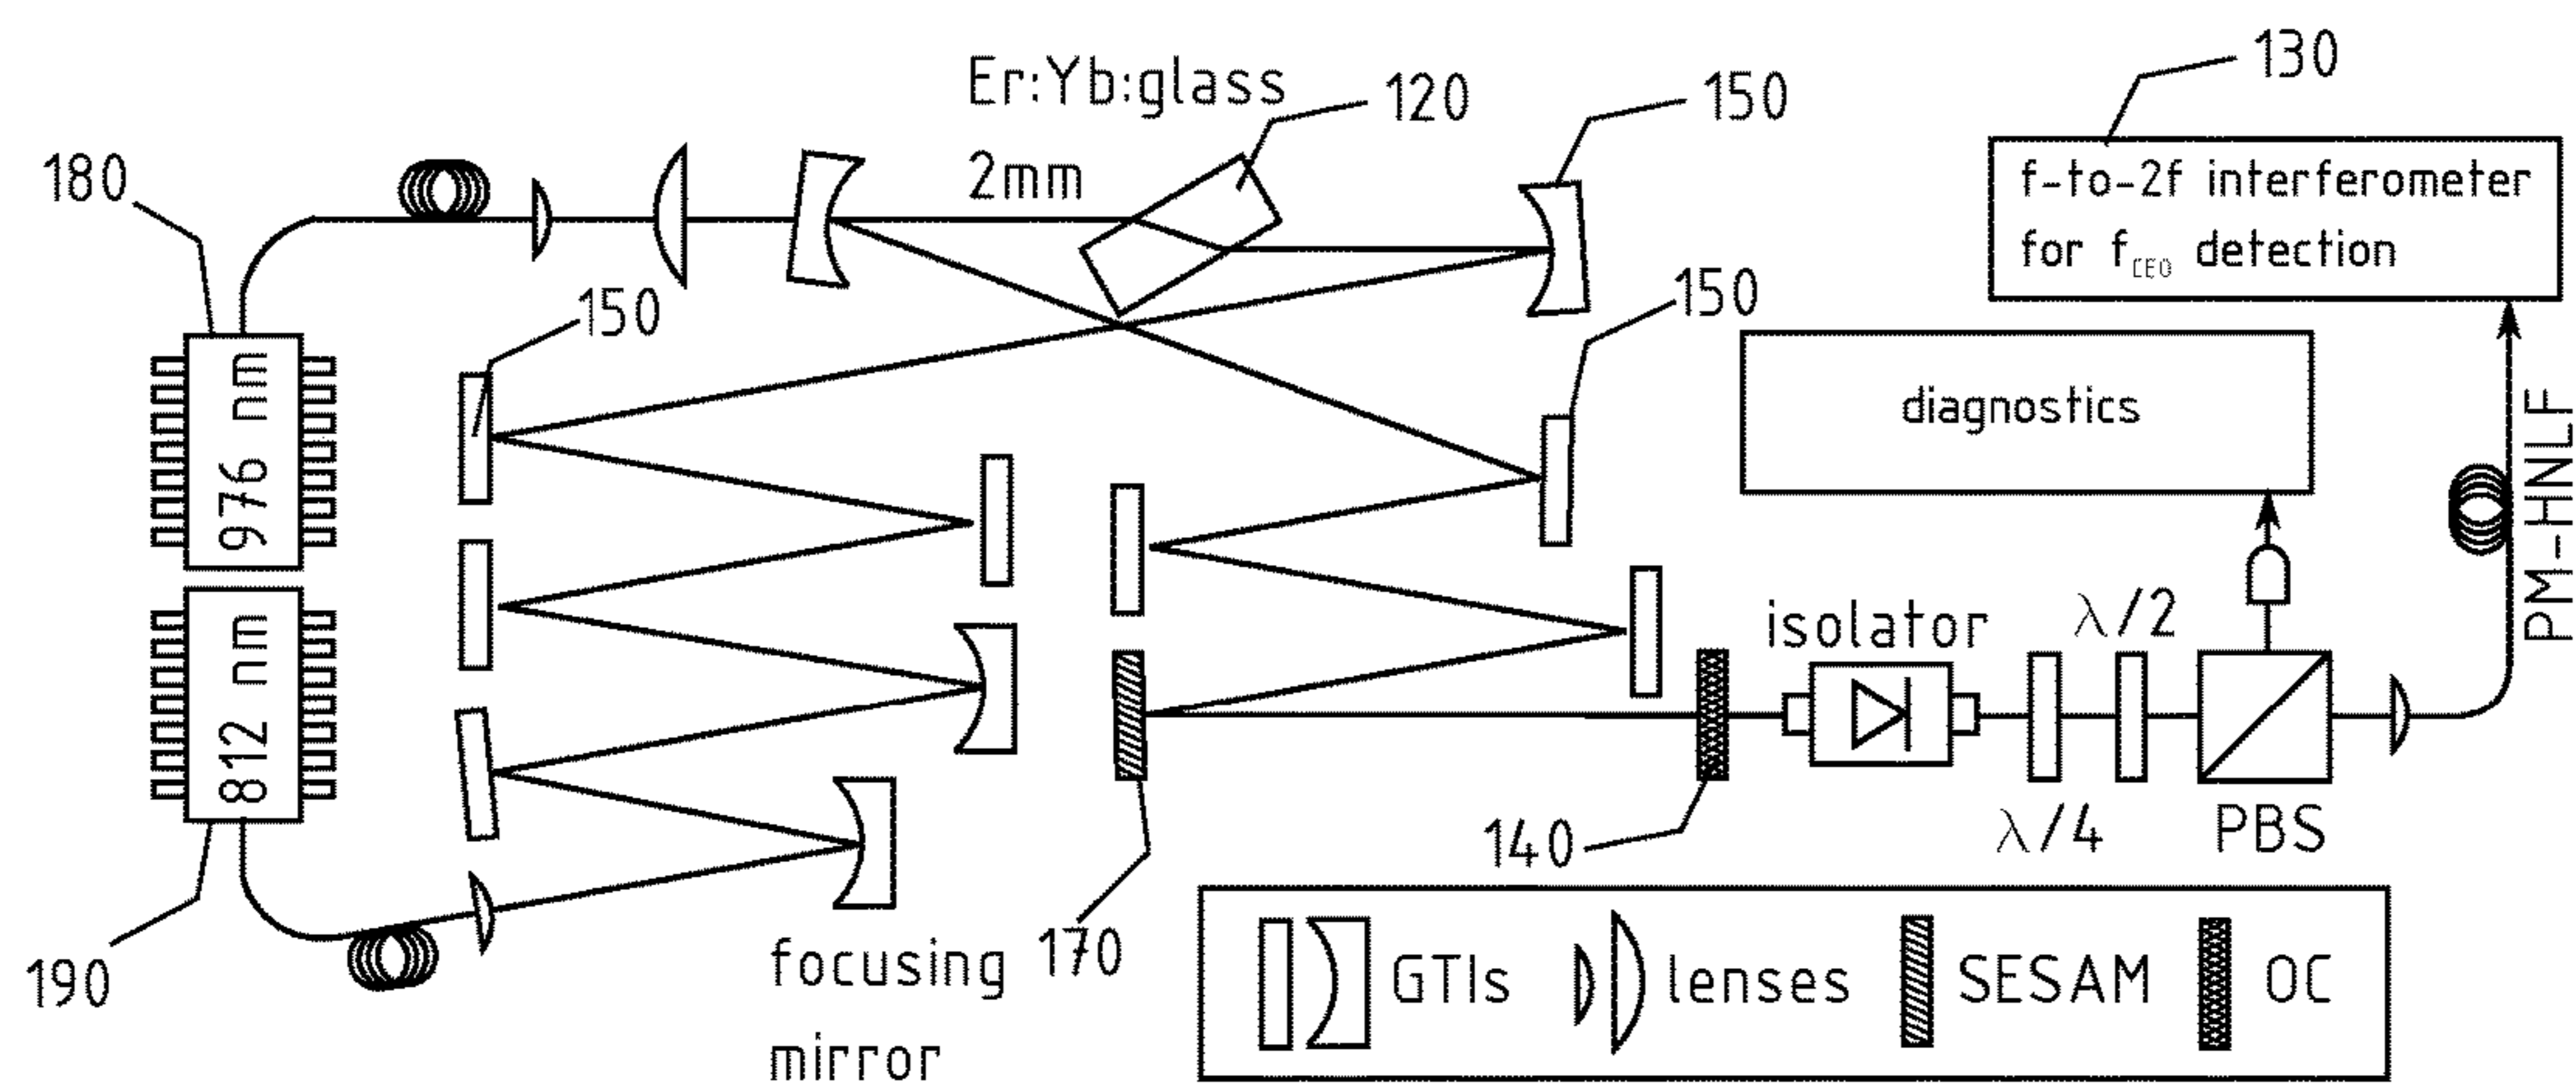 130
Er:Yb:glass
120
150
180
2mm
f-to-2f interferometer
for fCEO detection
150
150
976 nm
diagnostics
PM-HNLF
812 nm
isolator
λ/2
140
λ/4
PBS
190
focusing
mirror
170
GTIs
lenses
SESAM
OC